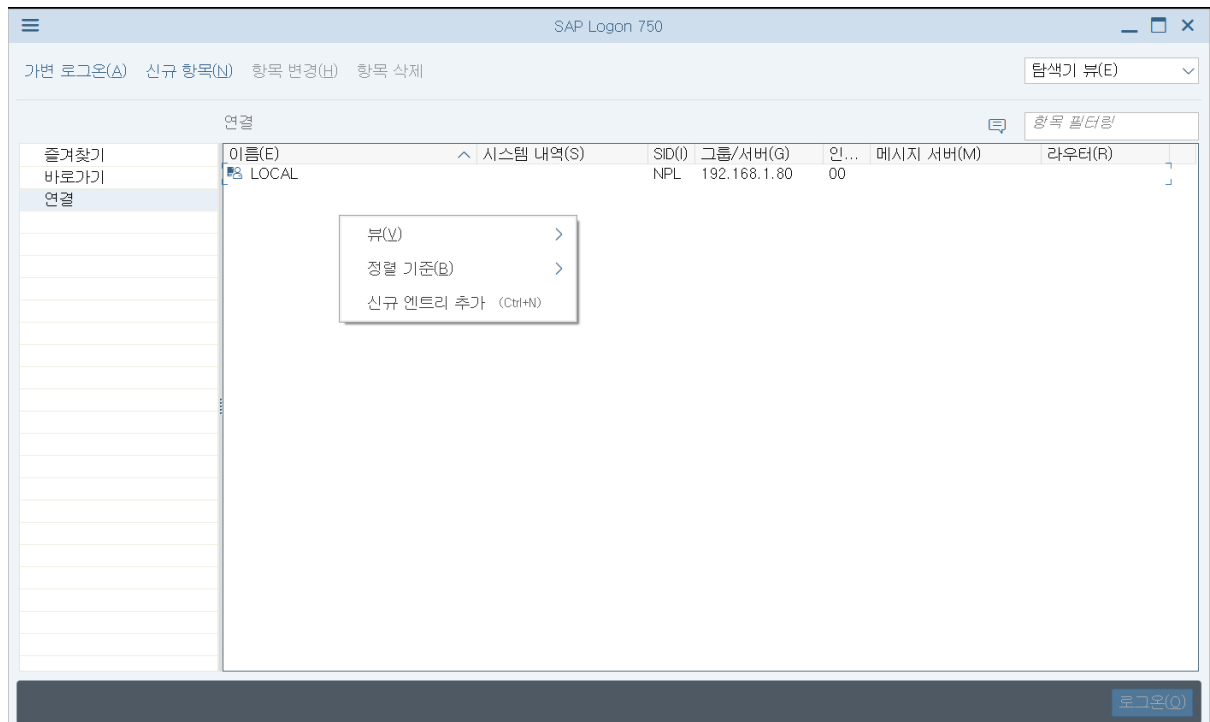 SAP Logon 750
가변 로그온(A) 신규 항목(N) 항목 변경(H) 항목 삭제
탐색기 뷰(E)
연결
항목 필터링
즐겨찾기
바로가기
연결
이름(E) 시스템 내역(S) SID(I) 그룹/서버(G) 인... 메시지 서버(M) 라우터(R)
LOCAL NPL 192.168.1.80 00
뷰(V)
정렬 기준(B)
신규 엔트리 추가 (Ctrl+N)
로그온(O)